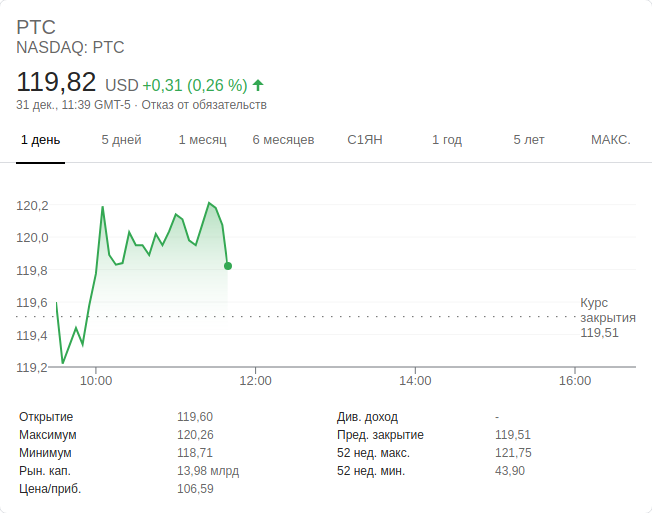 PTC
NASDAQ: PTC
119,82 USD +0,31 (0,26 %)
31 дек., 11:39 GMT-5 · Отказ от обязательств
1 день 5 дней 1 месяц 6 месяцев С1ЯН 1 год 5 лет МАКС.
120,2
120,0
119,8
119,6
119,4
119,2
Курс
закрытия
119,51
10:00 12:00 14:00 16:00
Открытие 119,60
Максимум 120,26
Минимум 118,71
Рын. кап. 13,98 млрд
Цена/приб. 106,59
Див. доход -
Пред. закрытие 119,51
52 нед. макс. 121,75
52 нед. мин. 43,90